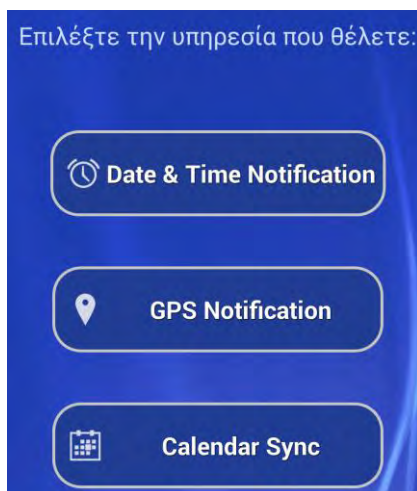 Επιλέξτε την υπηρεσία που θέλετε:
Date & Time Notification
GPS Notification
Calendar Sync